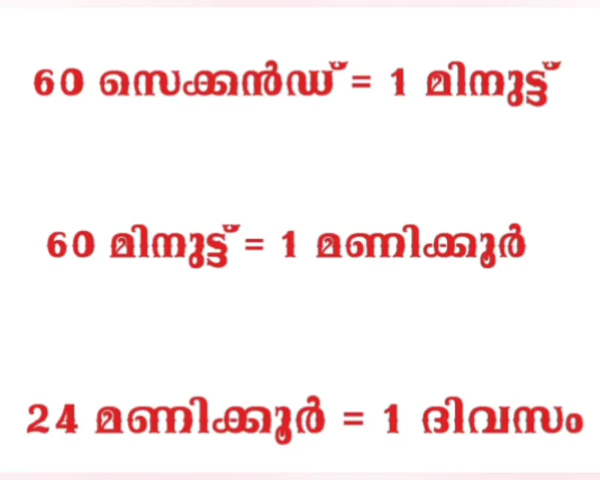 60 സെക്കൻഡ് = 1 മിനുട്ട്
60 മിനുട്ട് = 1 മണിക്കൂർ
24 മണിക്കൂർ = 1 ദിവസം